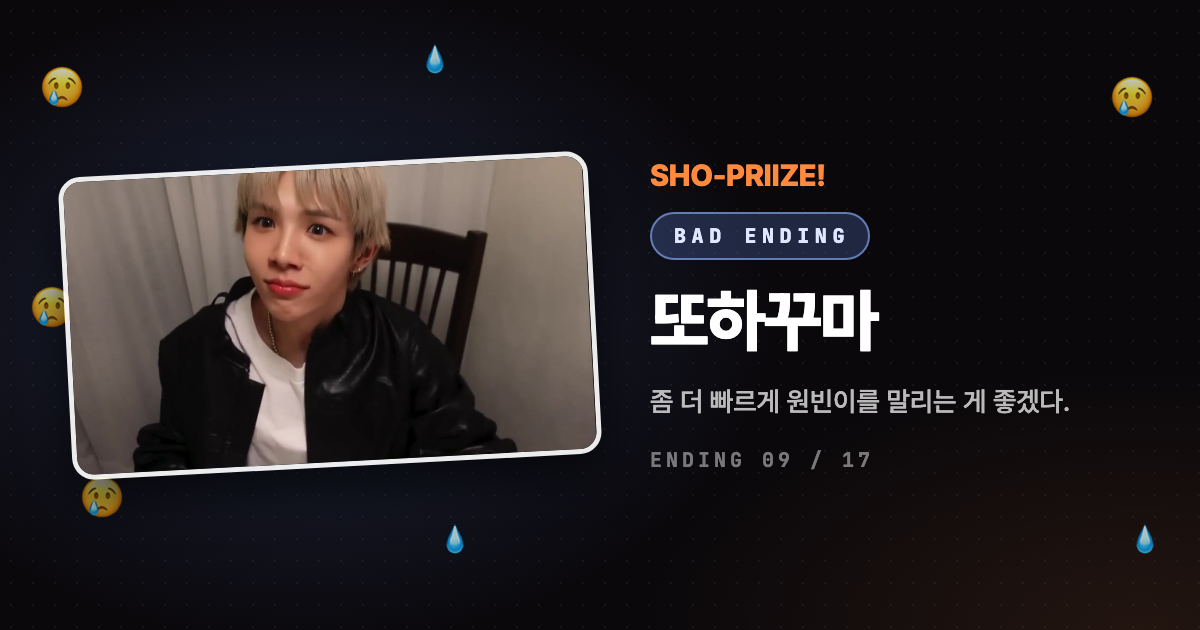 SHO-PRIIZE!
BAD ENDING
또하꾸마
좀 더 빠르게 원빈이를 말리는 게 좋겠다.
ENDING 09 / 17